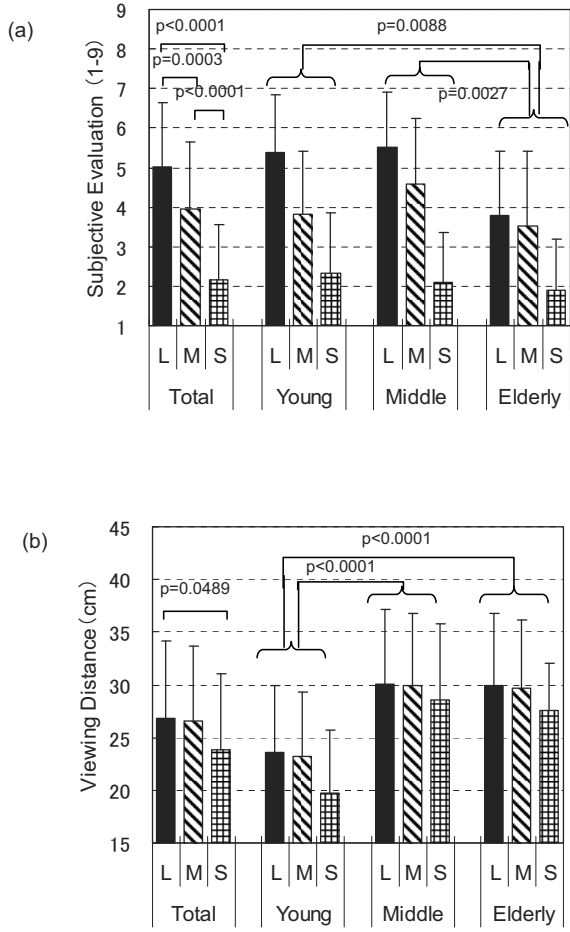 (a)
Subjective Evaluation (1-9)
9
8
7
6
5
4
3
2
1
p<0.0001
p=0.0003
p<0.0001
p=0.0088
p=0.0027
L M S L M S L M S L M S
Total Young Middle Elderly
(b)
Viewing Distance (cm)
45
40
35
30
25
20
15
p<0.0001
p<0.0001
p=0.0489
L M S L M S L M S L M S
Total Young Middle Elderly